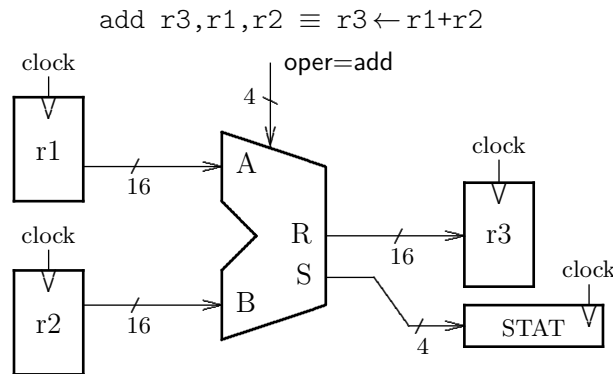 add r3,r1,r2 ≡ r3←r1+r2
clock
oper=add
4
r1
16
A
clock
clock
R
16
r3
clock
S
r2
16
B
4
STAT